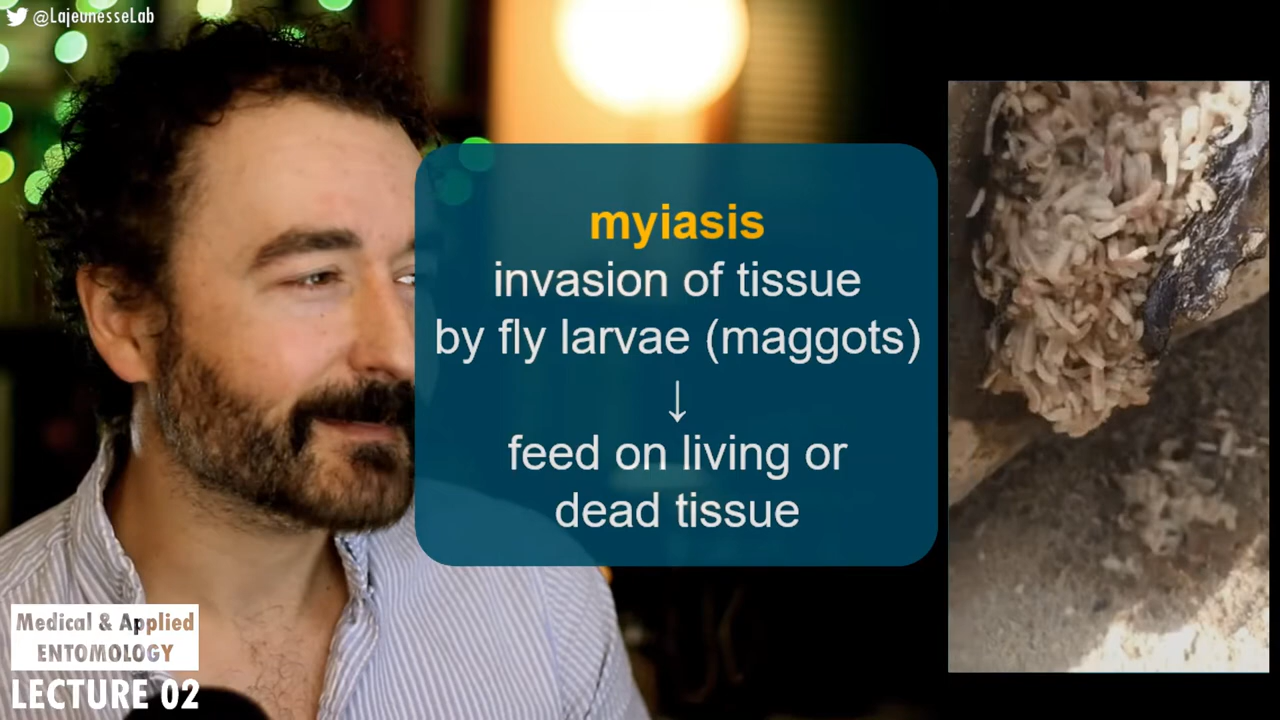 @LajeunesseLab
myiasis
invasion of tissue
by fly larvae (maggots)
↓
feed on living or
dead tissue
Medical & Applied
ENTOMOLOGY
LECTURE 02